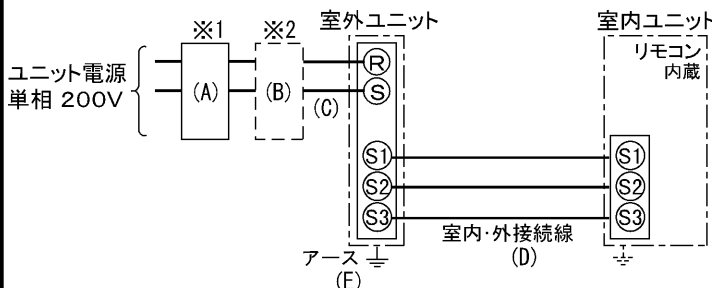 ※1
※2
室外ユニット
室内ユニット
リモコン
内蔵
ユニット電源
単相 200V
(A)
(B)
(C)
R
S
S1
S2
S3
S1
S2
S3
室内・外接続線
(D)
アース
(E)